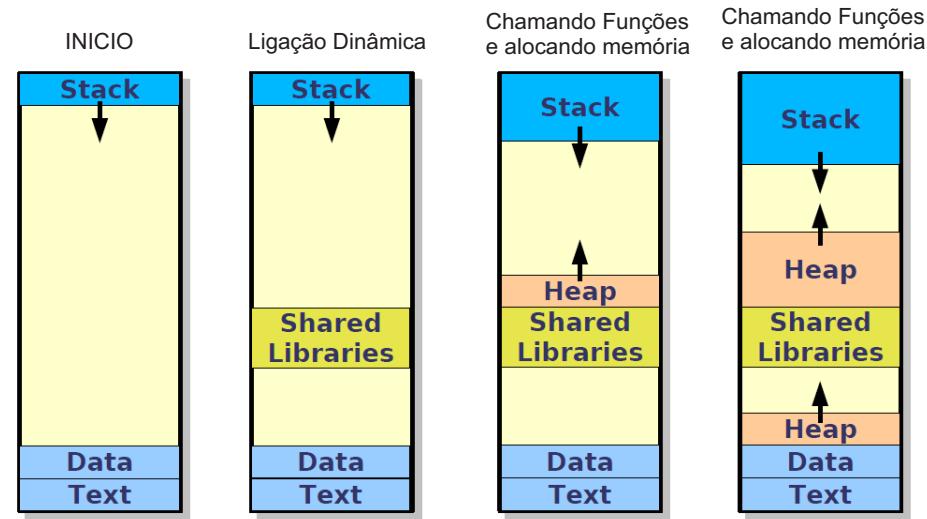 INICIO
Stack
Data
Text
Ligação Dinâmica
Stack
Shared
Libraries
Data
Text
Chamando Funções
e alocando memória
Stack
Heap
Shared
Libraries
Data
Text
Chamando Funções
e alocando memória
Stack
Heap
Shared
Libraries
Heap
Data
Text